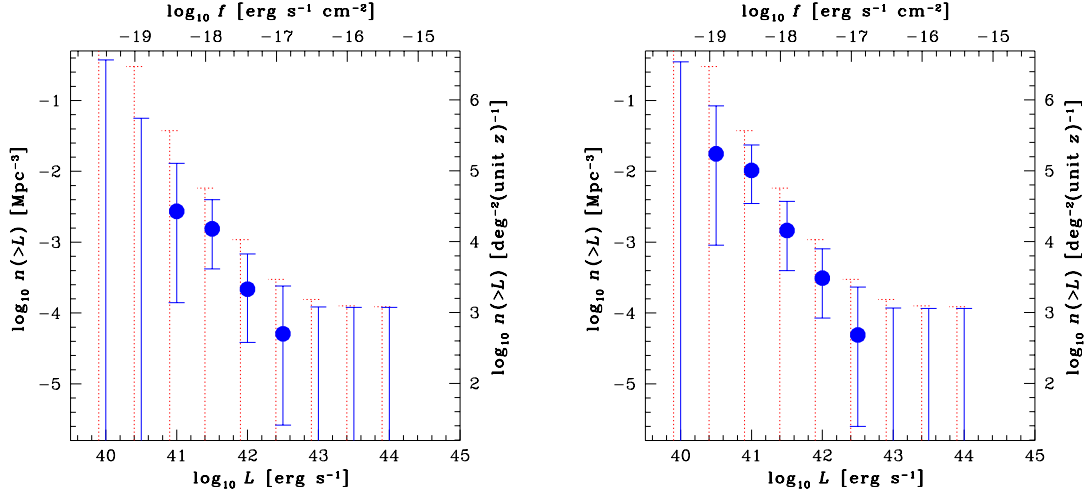 log₁₀ f [erg s⁻¹ cm⁻²]
−19 −18 −17 −16 −15
−1 −2 −3 −4 −5
log₁₀ n(>L) [Mpc⁻³]
6 5 4 3 2
log₁₀ n(>L) [deg⁻²(unit z)⁻¹]
40 41 42 43 44 45
log₁₀ L [erg s⁻¹]
log₁₀ f [erg s⁻¹ cm⁻²]
−19 −18 −17 −16 −15
−1 −2 −3 −4 −5
log₁₀ n(>L) [Mpc⁻³]
6 5 4 3 2
log₁₀ n(>L) [deg⁻²(unit z)⁻¹]
40 41 42 43 44 45
log₁₀ L [erg s⁻¹]